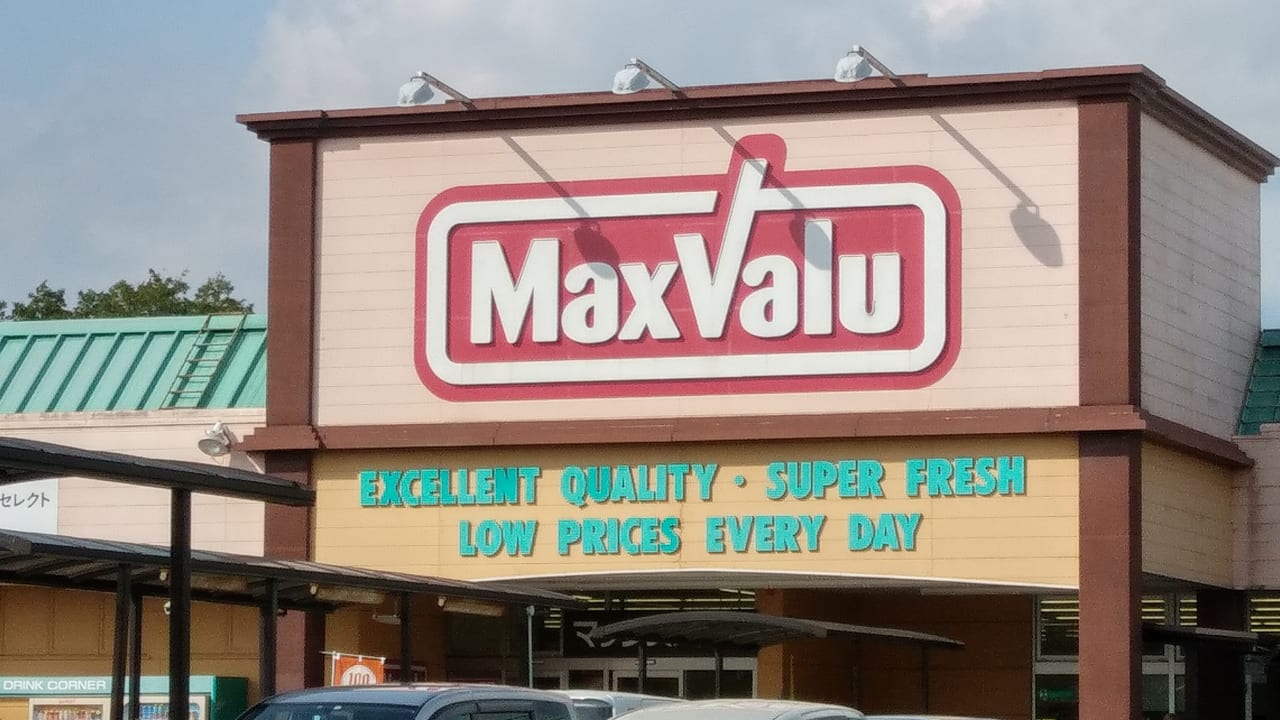 MaxValu
EXCELLENT QUALITY · SUPER FRESH
LOW PRICES EVERY DAY
セレクト
DRINK CORNER
100